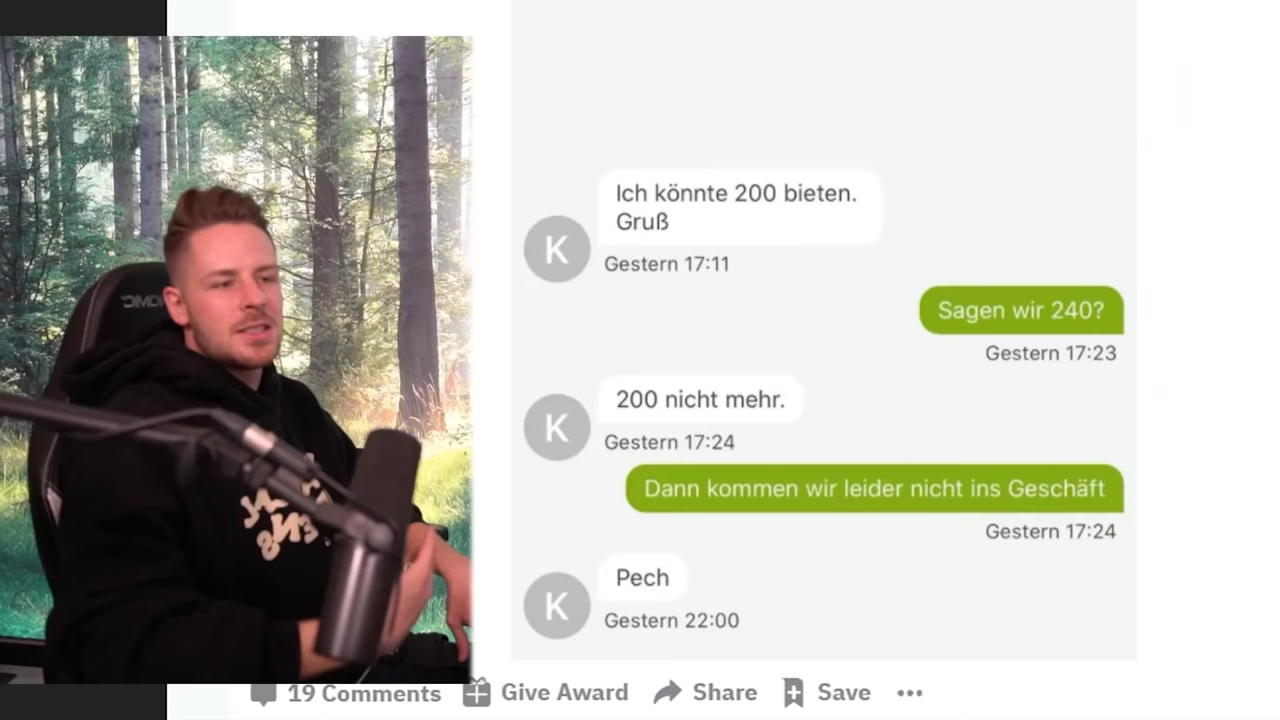 Ich könnte 200 bieten.
Gruß
K
Gestern 17:11
Sagen wir 240?
Gestern 17:23
200 nicht mehr.
K
Gestern 17:24
Dann kommen wir leider nicht ins Geschäft
Gestern 17:24
Pech
K
Gestern 22:00
19 Comments
Give Award
Share
Save